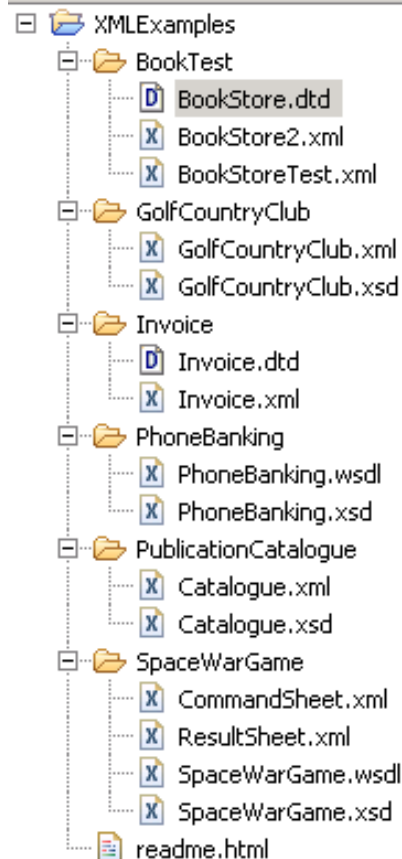 XMLExamples
BookTest
BookStore.dtd
BookStore2.xml
BookStoreTest.xml
GolfCountryClub
GolfCountryClub.xml
GolfCountryClub.xsd
Invoice
Invoice.dtd
Invoice.xml
PhoneBanking
PhoneBanking.wsdl
PhoneBanking.xsd
PublicationCatalogue
Catalogue.xml
Catalogue.xsd
SpaceWarGame
CommandSheet.xml
ResultSheet.xml
SpaceWarGame.wsdl
SpaceWarGame.xsd
readme.html